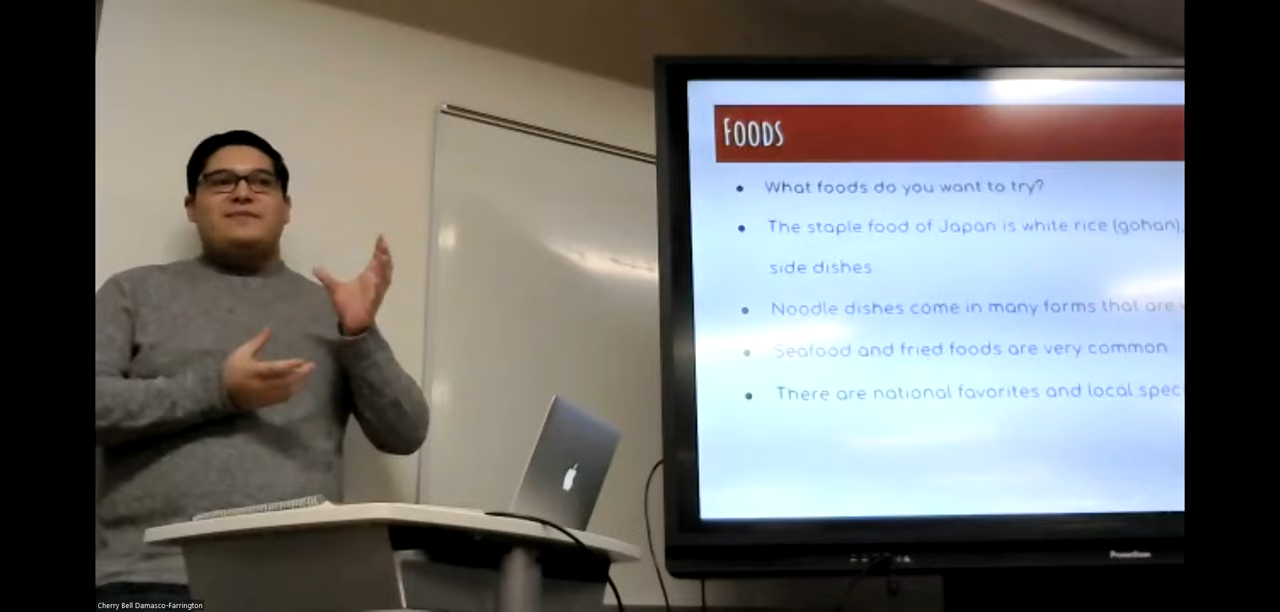 FOODS
• What foods do you want to try?
• The staple food of Japan is white rice (gohan),
side dishes
• Noodle dishes come in many forms that are
• Seafood and fried foods are very common
• There are national favorites and local spec
Promethean
Cherry Bell Damasco-Farrington